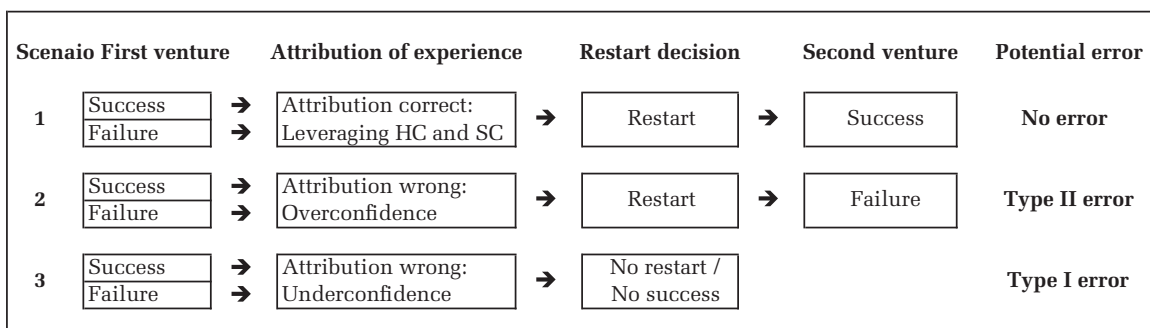 Scenaio First venture Attribution of experience Restart decision Second venture Potential error
Success ➔ Attribution correct:
1 ➔ Restart ➔ Success No error
Failure ➔ Leveraging HC and SC
Success ➔ Attribution wrong:
2 ➔ Restart ➔ Failure Type II error
Failure ➔ Overconfidence
Success ➔ Attribution wrong: No restart /
3 ➔ Type I error
Failure ➔ Underconfidence No success